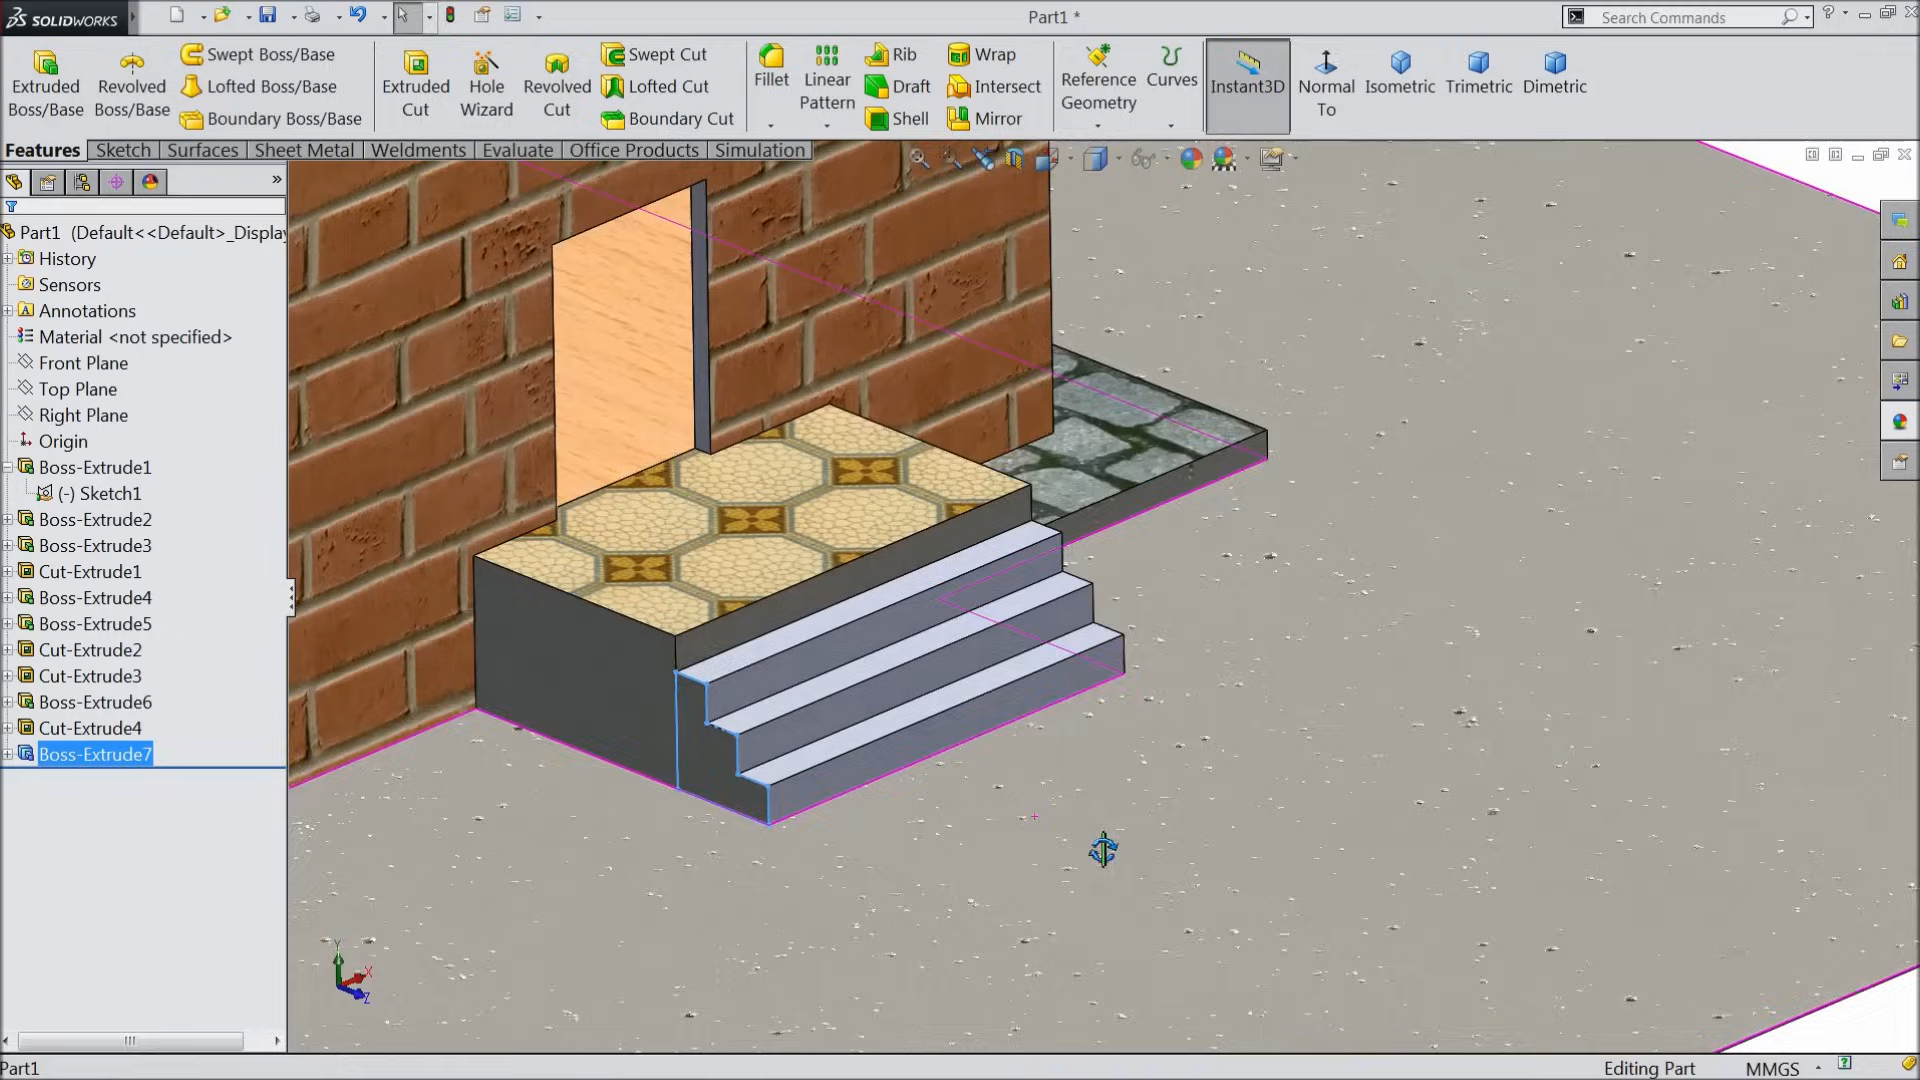 SOLIDWORKS
Part1 *
Search Commands
Extruded Boss/Base
Revolved Boss/Base
Swept Boss/Base
Lofted Boss/Base
Boundary Boss/Base
Extruded Cut
Hole Wizard
Revolved Cut
Swept Cut
Lofted Cut
Boundary Cut
Fillet
Linear Pattern
Rib
Draft
Shell
Wrap
Intersect
Mirror
Reference Geometry
Curves
Instant3D
Normal To
Isometric
Trimetric
Dimetric
Features
Sketch
Surfaces
Sheet Metal
Weldments
Evaluate
Office Products
Simulation
Part1 (Default<<Default>_Display
History
Sensors
Annotations
Material <not specified>
Front Plane
Top Plane
Right Plane
Origin
Boss-Extrude1
(-) Sketch1
Boss-Extrude2
Boss-Extrude3
Cut-Extrude1
Boss-Extrude4
Boss-Extrude5
Cut-Extrude2
Cut-Extrude3
Boss-Extrude6
Cut-Extrude4
Boss-Extrude7
Y
X
Z
Part1
Editing Part
MMGS